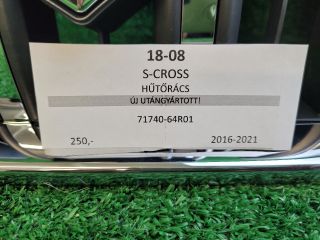 18-08
S-CROSS
HŰTŐRÁCS
ÚJ UTÁNGYÁRTOTT!
71740-64R01
250,- 2016-2021